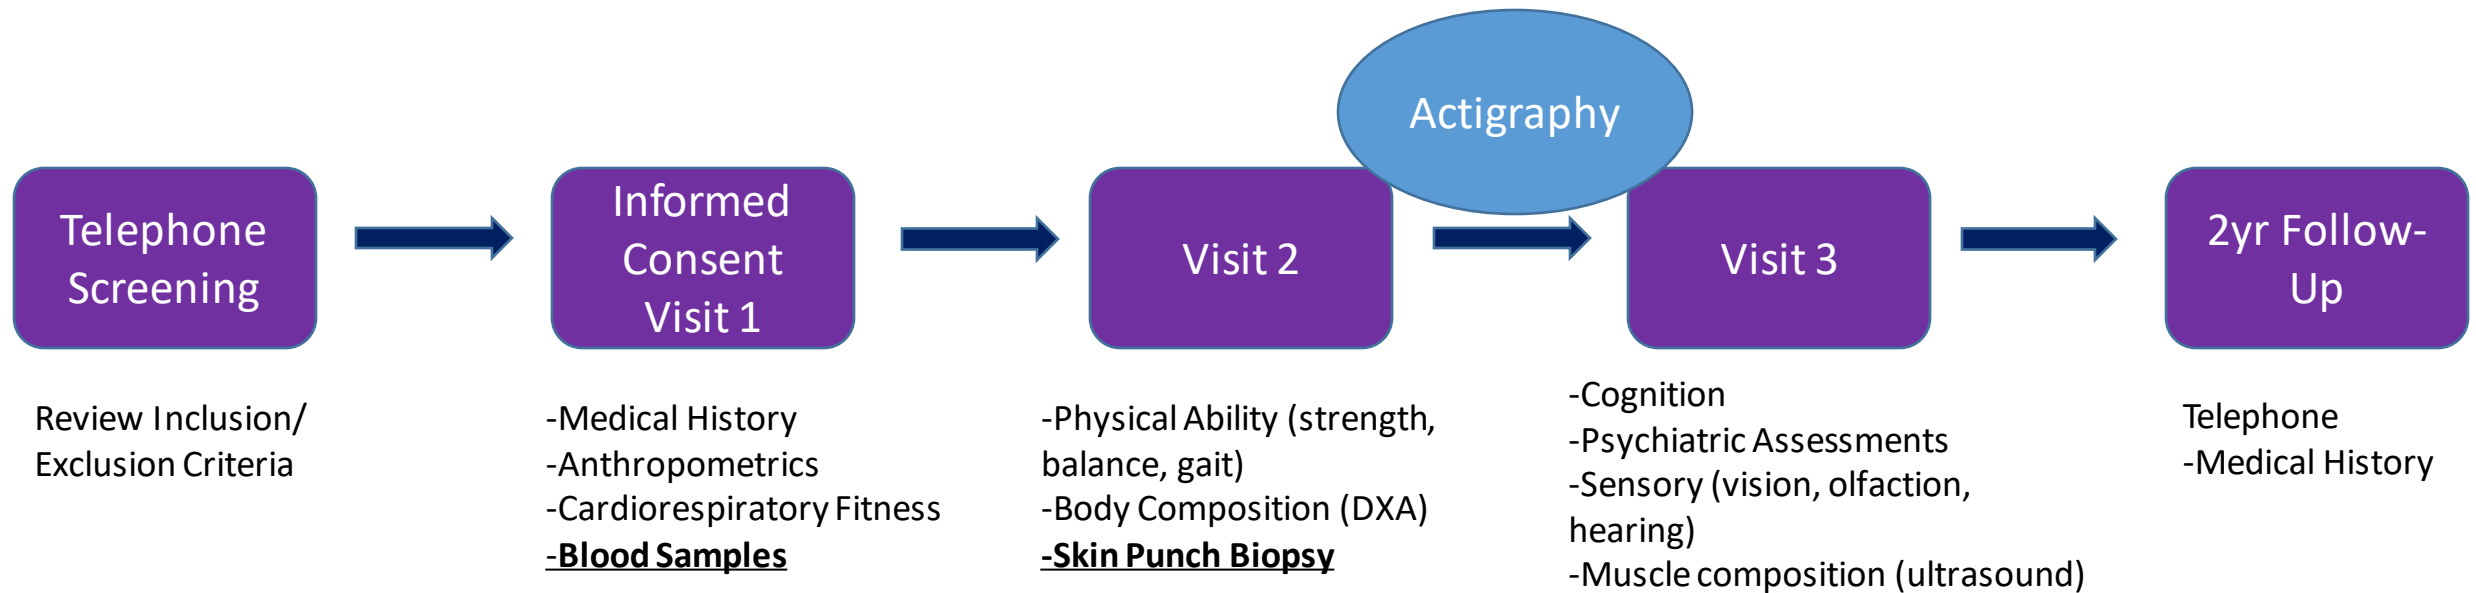 Actigraphy
Telephone
Screening
Informed
Consent
Visit 1
Visit 2
Visit 3
2yr Follow-
Up
Review Inclusion/
Exclusion Criteria
-Medical History
-Anthropometrics
-Cardiorespiratory Fitness
-Blood Samples
-Physical Ability (strength,
balance, gait)
-Body Composition (DXA)
-Skin Punch Biopsy
-Cognition
-Psychiatric Assessments
-Sensory (vision, olfaction,
hearing)
-Muscle composition (ultrasound)
Telephone
-Medical History